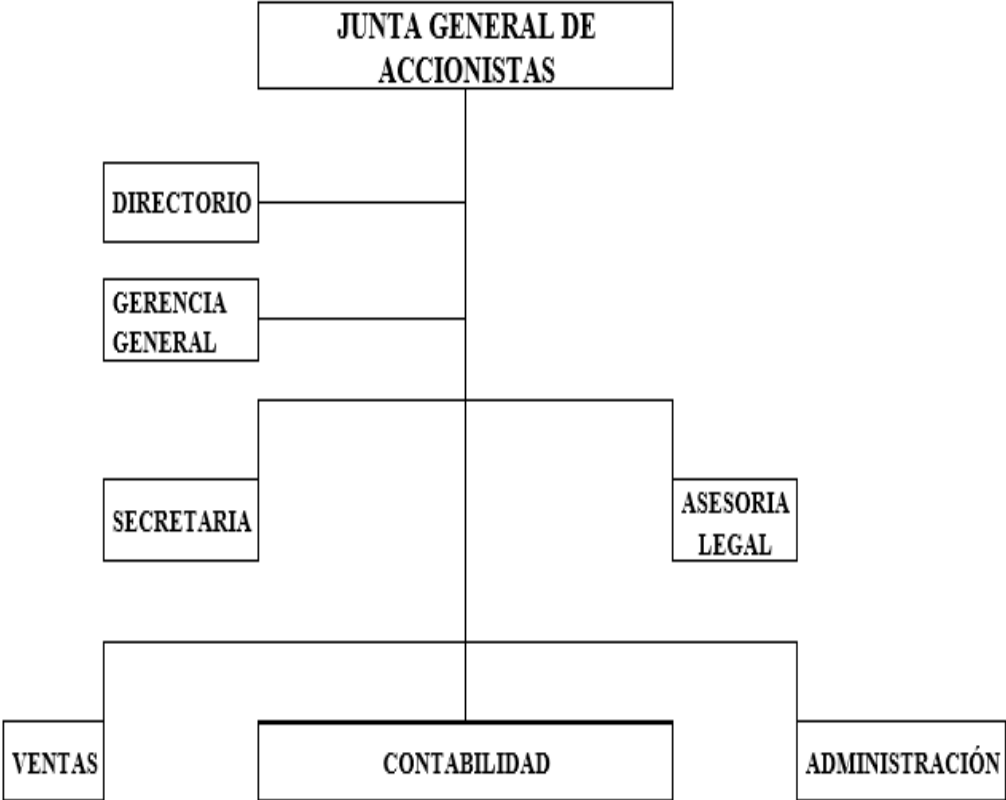 JUNTA GENERAL DE
ACCIONISTAS
DIRECTORIO
GERENCIA
GENERAL
SECRETARIA
ASESORIA
LEGAL
VENTAS
CONTABILIDAD
ADMINISTRACIÓN